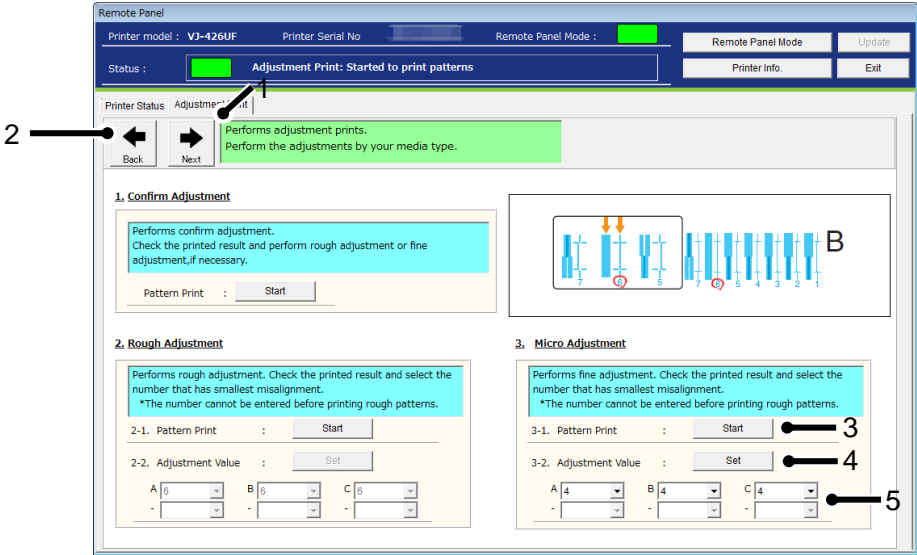 Remote Panel
Printer model : VJ-426UF Printer Serial No Remote Panel Mode :
Remote Panel Mode Update
Status : Adjustment Print: Started to print patterns
Printer Info. Exit
1
Printer Status Adjustment Print
2
Back Next
Performs adjustment prints.
Perform the adjustments by your media type.
1. Confirm Adjustment
Performs confirm adjustment.
Check the printed result and perform rough adjustment or fine
adjustment,if necessary.
Pattern Print : Start
B
7 6 5 7 6 5 4 3 2 1
2. Rough Adjustment
Performs rough adjustment. Check the printed result and select the
number that has smallest misalignment.
*The number cannot be entered before printing rough patterns.
2-1. Pattern Print : Start
2-2. Adjustment Value : Set
A 6 B 6 C 6
- - -
3. Micro Adjustment
Performs fine adjustment. Check the printed result and select the
number that has smallest misalignment.
*The number cannot be entered before printing rough patterns.
3-1. Pattern Print : Start 3
3-2. Adjustment Value : Set 4
A 4 B 4 C 4 5
- - -